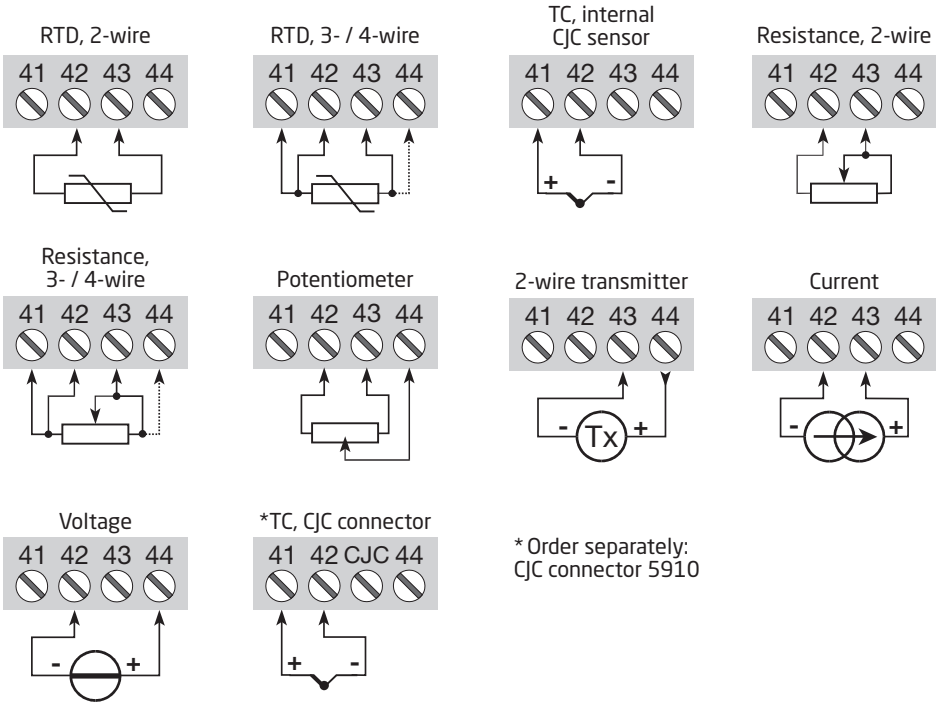 RTD, 2-wire
41 42 43 44
RTD, 3- / 4-wire
41 42 43 44
TC, internal
CJC sensor
41 42 43 44
+ -
Resistance, 2-wire
41 42 43 44
Resistance,
3- / 4-wire
41 42 43 44
Potentiometer
41 42 43 44
2-wire transmitter
41 42 43 44
- Tx +
Current
41 42 43 44
- +
Voltage
41 42 43 44
- +
*TC, CJC connector
41 42 CJC 44
+ -
* Order separately:
CJC connector 5910